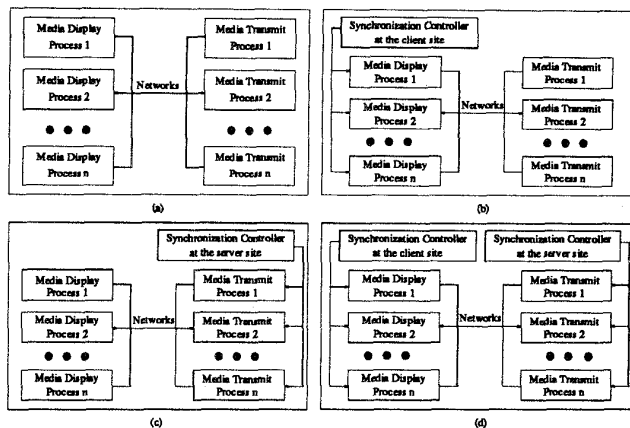 Media Display
Process 1
Media Transmit
Process 1
Media Display
Process 2
Networks
Media Transmit
Process 2
Media Display
Process n
Media Transmit
Process n
(a)
Synchronization Controller
at the client site
Media Display
Process 1
Media Transmit
Process 1
Media Display
Process 2
Networks
Media Transmit
Process 2
Media Display
Process n
Media Transmit
Process n
(b)
Synchronization Controller
at the server site
Media Display
Process 1
Media Transmit
Process 1
Media Display
Process 2
Networks
Media Transmit
Process 2
Media Display
Process n
Media Transmit
Process n
(c)
Synchronization Controller
at the client site
Synchronization Controller
at the server site
Media Display
Process 1
Media Transmit
Process 1
Media Display
Process 2
Networks
Media Transmit
Process 2
Media Display
Process n
Media Transmit
Process n
(d)